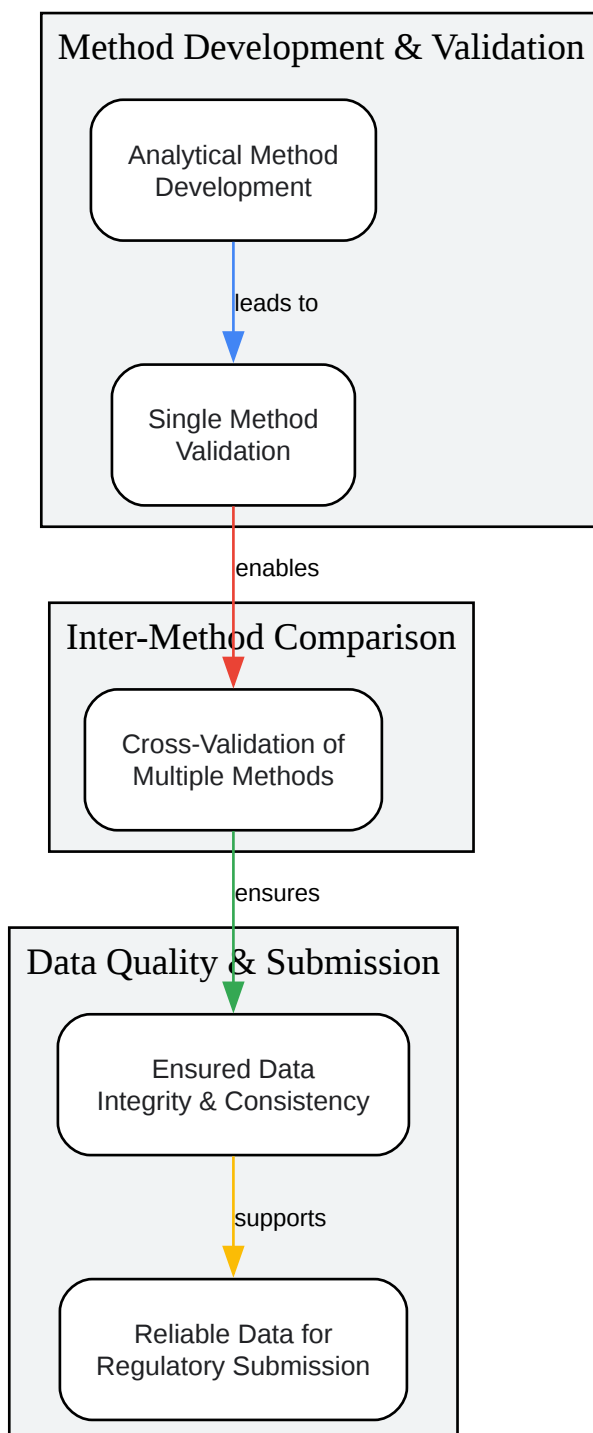 Method Development & Validation
Analytical Method
Development
leads to
Single Method
Validation
enables
Inter-Method Comparison
Cross-Validation of
Multiple Methods
ensures
Data Quality & Submission
Ensured Data
Integrity & Consistency
supports
Reliable Data for
Regulatory Submission